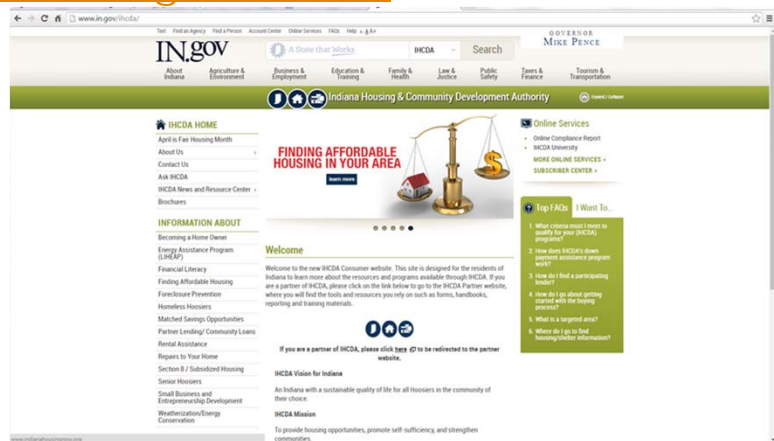 www.in.gov/ihcda/
Text Find an Agency Find a Person Account Center Online Services FAQs Help A A+
IN.gov
A State that Works
IHCDA
Search
GOVERNOR
MIKE PENCE
About Indiana
Agriculture & Environment
Business & Employment
Education & Training
Family & Health
Law & Justice
Public Safety
Taxes & Finance
Tourism & Transportation
Indiana Housing & Community Development Authority
Expand / Collapse
IHCDA HOME
April is Fair Housing Month
About Us ›
Contact Us
Ask IHCDA
IHCDA News and Resource Center ›
Brochures
INFORMATION ABOUT
Becoming a Home Owner
Energy Assistance Program
(LIHEAP)
Financial Literacy
Finding Affordable Housing
Foreclosure Prevention
Homeless Hoosiers
Matched Savings Opportunities
Partner Lending/ Community Loans
Rental Assistance
Repairs to Your Home
Section 8 / Subsidized Housing
Senior Hoosiers
Small Business and
Entrepreneurship Development
Weatherization/Energy
Conservation
www.indianahousingnow.org
FINDING AFFORDABLE
HOUSING IN YOUR AREA
learn more
$
Welcome
Welcome to the new IHCDA Consumer website. This site is designed for the residents of
Indiana to learn more about the resources and programs available through IHCDA. If you
are a partner of IHCDA, please click on the link below to go to the IHCDA Partner website,
where you will find the tools and resources you rely on such as forms, handbooks,
reporting and training materials.
If you are a partner of IHCDA, please click here to be redirected to the partner
website.
IHCDA Vision for Indiana
An Indiana with a sustainable quality of life for all Hoosiers in the community of
their choice.
IHCDA Mission
To provide housing opportunities, promote self-sufficiency, and strengthen
communities.
Online Services
• Online Compliance Report
• IHCDA University
MORE ONLINE SERVICES »
SUBSCRIBER CENTER »
Top FAQs
I Want To...
1. What criteria must I meet to
qualify for your (IHCDA)
programs?
2. How does IHCDA's down
payment assistance program
work?
3. How do I find a participating
lender?
4. How do I go about getting
started with the buying
process?
5. What is a targeted area?
6. Where do I go to find
housing/shelter information?